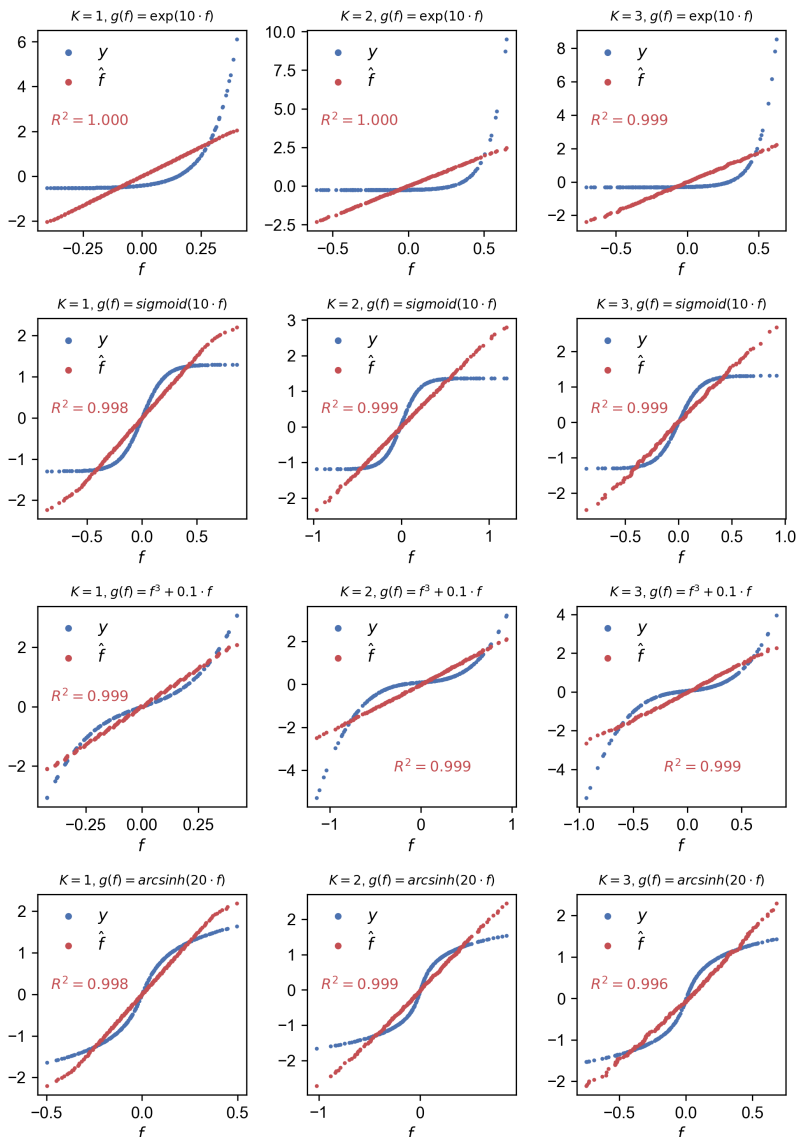 K = 1, g(f) = exp(10 · f)
6
4
2
0
−2
y
f̂
R² = 1.000
−0.25
0.00
0.25
f
K = 2, g(f) = exp(10 · f)
10.0
7.5
5.0
2.5
0.0
−2.5
y
f̂
R² = 1.000
−0.5
0.0
0.5
f
K = 3, g(f) = exp(10 · f)
8
6
4
2
0
−2
y
f̂
R² = 0.999
−0.5
0.0
0.5
f
K = 1, g(f) = sigmoid(10 · f)
2
1
0
−1
−2
y
f̂
R² = 0.998
−0.5
0.0
0.5
f
K = 2, g(f) = sigmoid(10 · f)
3
2
1
0
−1
−2
y
f̂
R² = 0.999
−1
0
1
f
K = 3, g(f) = sigmoid(10 · f)
2
1
0
−1
−2
y
f̂
R² = 0.999
−0.5
0.0
0.5
1.0
f
K = 1, g(f) = f³ + 0.1 · f
2
0
−2
y
f̂
R² = 0.999
−0.25
0.00
0.25
f
K = 2, g(f) = f³ + 0.1 · f
2
0
−2
−4
y
f̂
R² = 0.999
−1
0
1
f
K = 3, g(f) = f³ + 0.1 · f
4
2
0
−2
−4
y
f̂
R² = 0.999
−1.0
−0.5
0.0
0.5
f
K = 1, g(f) = arcsinh(20 · f)
2
1
0
−1
−2
y
f̂
R² = 0.998
−0.5
0.0
0.5
f
K = 2, g(f) = arcsinh(20 · f)
2
1
0
−1
−2
y
f̂
R² = 0.999
−1
0
f
K = 3, g(f) = arcsinh(20 · f)
2
1
0
−1
−2
y
f̂
R² = 0.996
−0.5
0.0
0.5
f